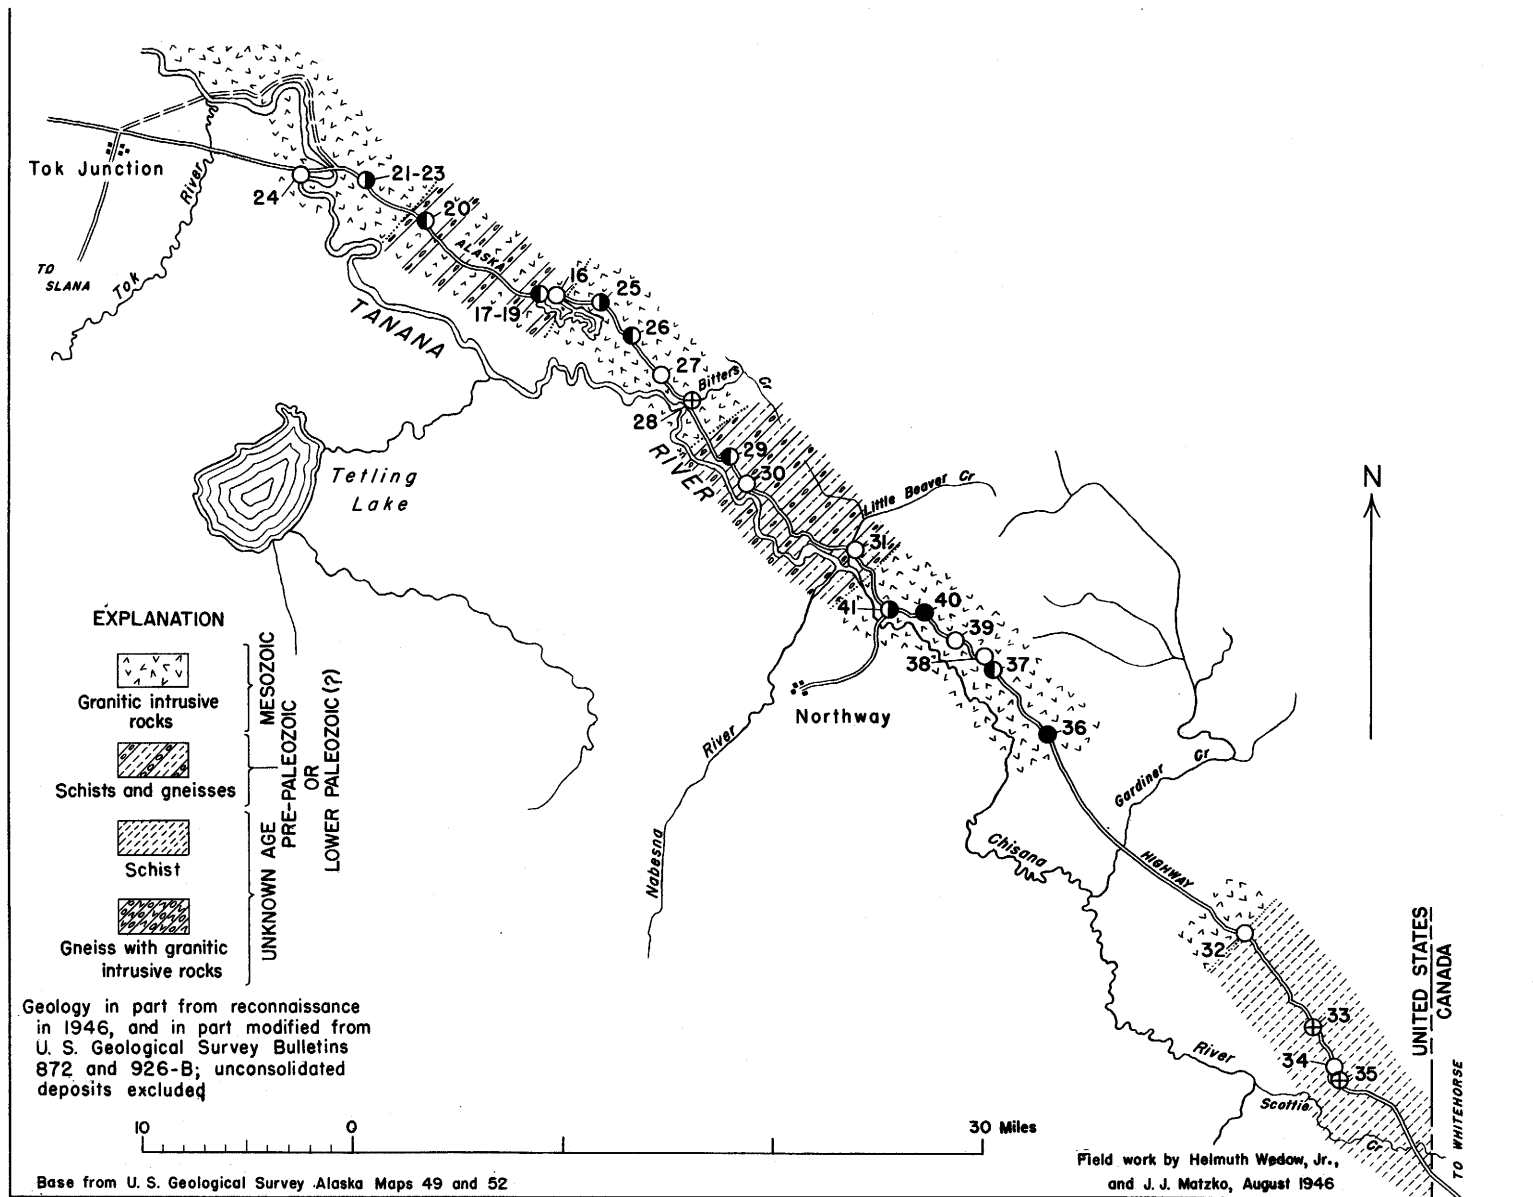 Tok Junction
River
24
21-23
20
TO
SLANA
Tok
ALASKA
16
17-19
25
TANANA
26
27
Bitters
Cr
28
RIVER
29
30
Tetling
Lake
Little Beaver Cr
N
31
41
40
39
38
37
36
Northway
River
Nabesna
Gardiner Cr
Chisana
HIGHWAY
32
33
34
35
River
Scottie
Cr
UNITED STATES
CANADA
TO WHITEHORSE
EXPLANATION
Granitic intrusive
rocks
Schists and gneisses
Schist
Gneiss with granitic
intrusive rocks
MESOZOIC
PRE-PALEOZOIC
OR
LOWER PALEOZOIC (?)
UNKNOWN AGE
Geology in part from reconnaissance
in 1946, and in part modified from
U. S. Geological Survey Bulletins
872 and 926-B; unconsolidated
deposits excluded
10 0 30 Miles
Base from U. S. Geological Survey Alaska Maps 49 and 52
Field work by Helmuth Wedow, Jr.,
and J. J. Matzko, August 1946